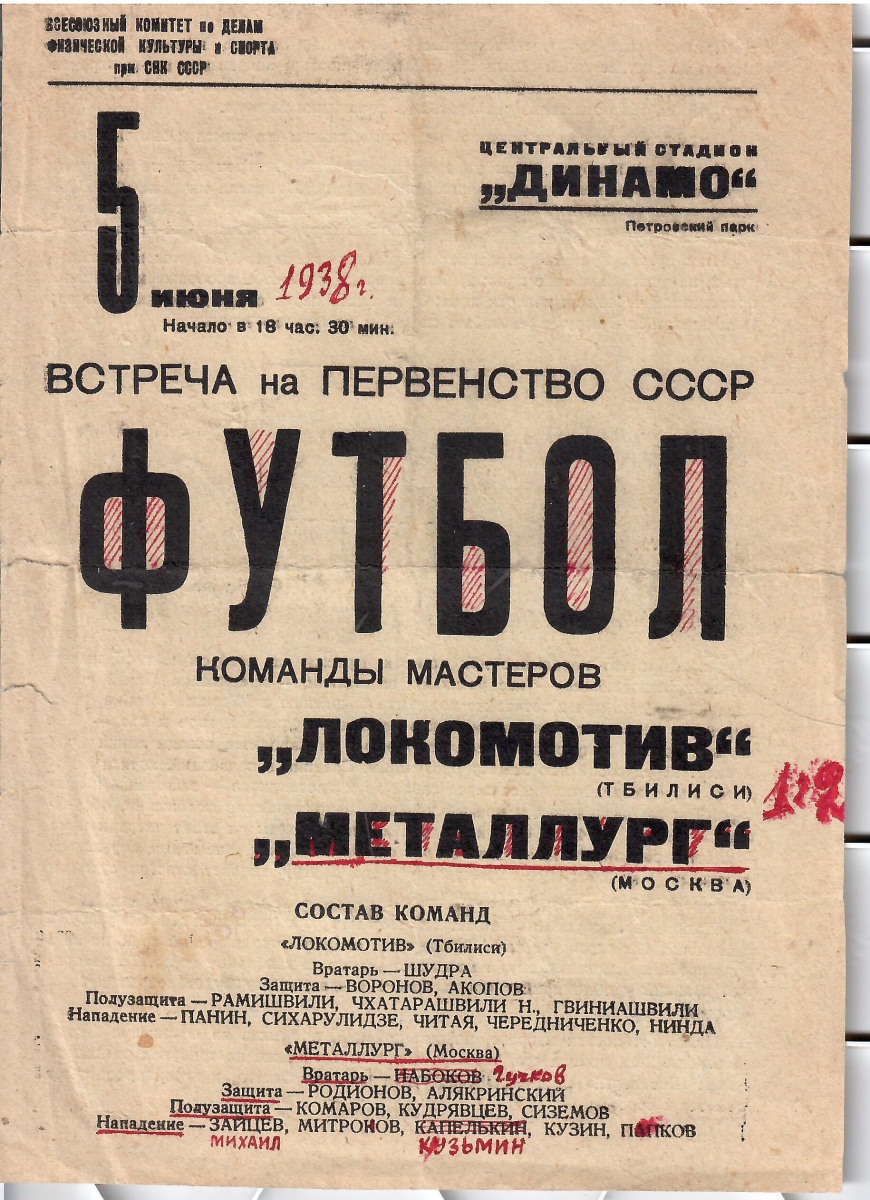 ВСЕСОЮЗНЫЙ КОМИТЕТ по ДЕЛАМ
ФИЗИЧЕСКОЙ КУЛЬТУРЫ и СПОРТА
при СНК СССР
5 июня 1938 г.
ЦЕНТРАЛЬНЫЙ СТАДИОН
„ДИНАМО“
Петровский парк
Начало в 18 час. 30 мин.
ВСТРЕЧА на ПЕРВЕНСТВО СССР
ФУТБОЛ
КОМАНДЫ МАСТЕРОВ
„ЛОКОМОТИВ“
(ТБИЛИСИ)
1:2
„МЕТАЛЛУРГ“
(МОСКВА)
СОСТАВ КОМАНД
«ЛОКОМОТИВ» (Тбилиси)
Вратарь — ШУДРА
Защита — ВОРОНОВ, АКОПОВ
Полузащита — РАМИШВИЛИ, ЧХАТАРАШВИЛИ Н., ГВИНИАШВИЛИ
Нападение — ПАНИН, СИХАРУЛИДЗЕ, ЧИТАЯ, ЧЕРЕДНИЧЕНКО, НИНДА
«МЕТАЛЛУРГ» (Москва)
Вратарь — НАБОКОВ Гучков
Защита — РОДИОНОВ, АЛЯКРИНСКИЙ
Полузащита — КОМАРОВ, КУДРЯВЦЕВ, СИЗЕМОВ
Нападение — ЗАЙЦЕВ, МИТРОНОВ, КАПЕЛЬКИН, КУЗИН,
МИХАИЛ КУЗЬМИН